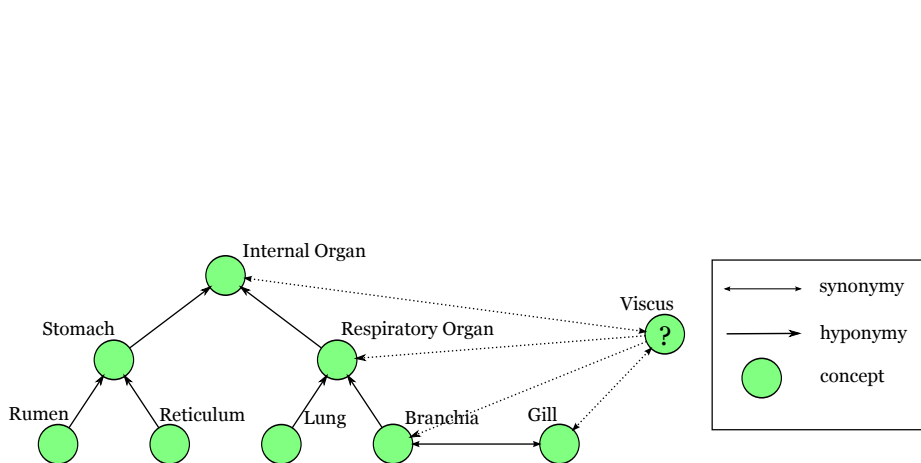 Internal Organ
Viscus
?
Stomach
Respiratory Organ
Rumen
Reticulum
Lung
Branchia
Gill
synonymy
hyponymy
concept